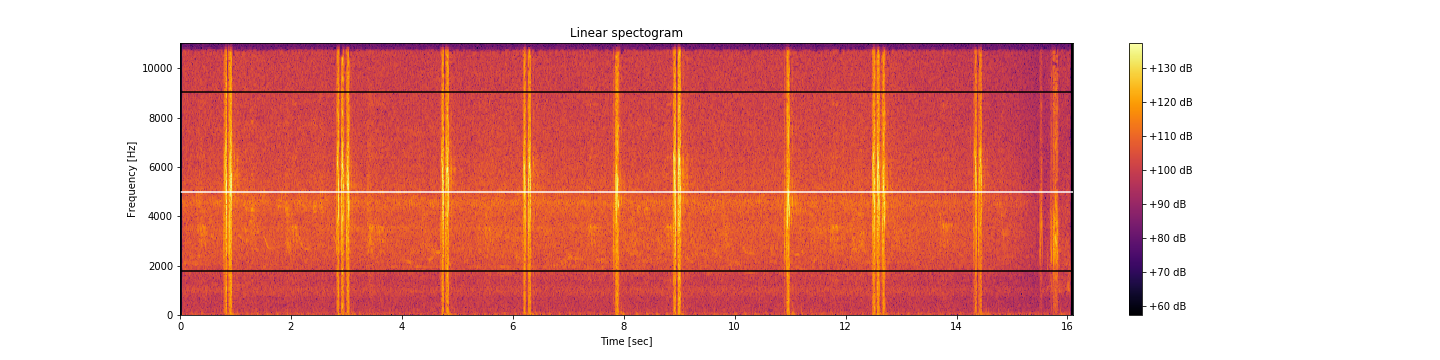 Linear spectogram
Frequency [Hz]
10000
8000
6000
4000
2000
0
0 2 4 6 8 10 12 14 16
Time [sec]
+130 dB
+120 dB
+110 dB
+100 dB
+90 dB
+80 dB
+70 dB
+60 dB